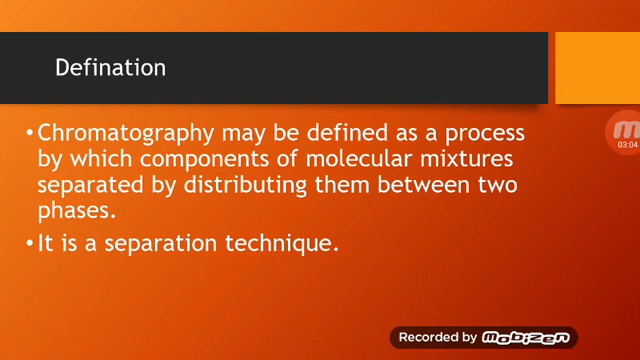 Defination
•Chromatography may be defined as a process
by which components of molecular mixtures
separated by distributing them between two
phases.
•It is a separation technique.
03:04
Recorded by mobizen